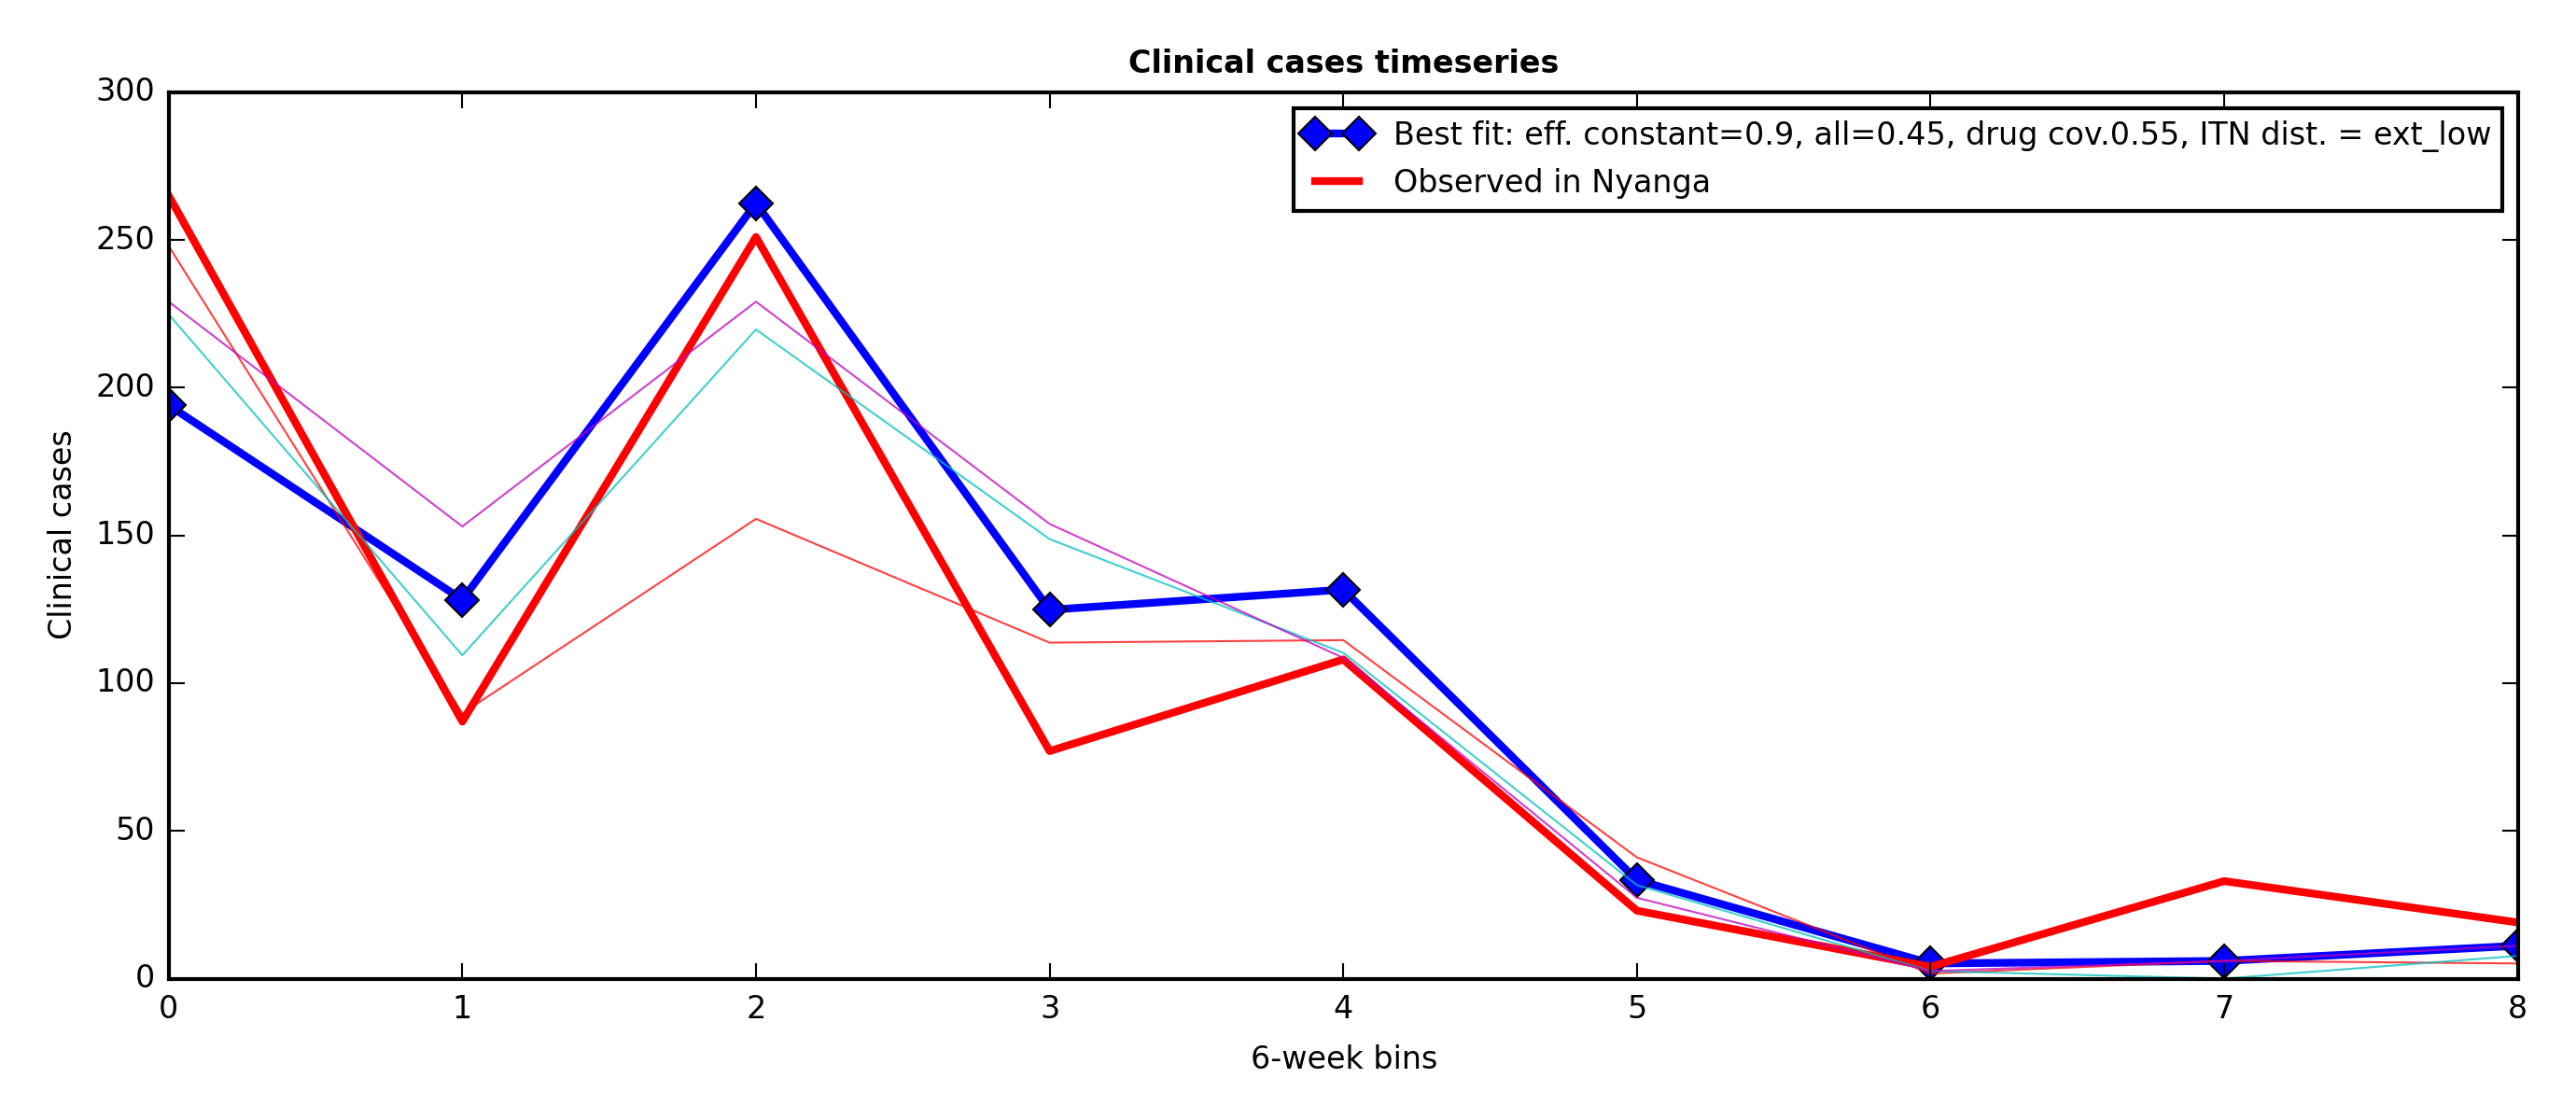 Clinical cases timeseries
300
250
200
150
100
50
0
Clinical cases
Best fit: eff. constant=0.9, all=0.45, drug cov.0.55, ITN dist. = ext_low
Observed in Nyanga
0 1 2 3 4 5 6 7 8
6-week bins